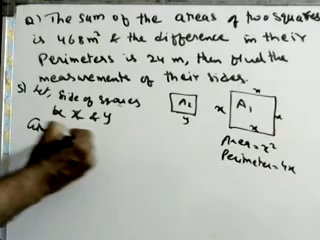 Q) The sum of the areas of two squares
is 468m² & the difference in their
Perimeters is 24 m, then find the
measurements of their sides.
S) let, side of squares
be x & y
A2
y
x
A1
x
x
x
Area = x²
Perimeter = 4x